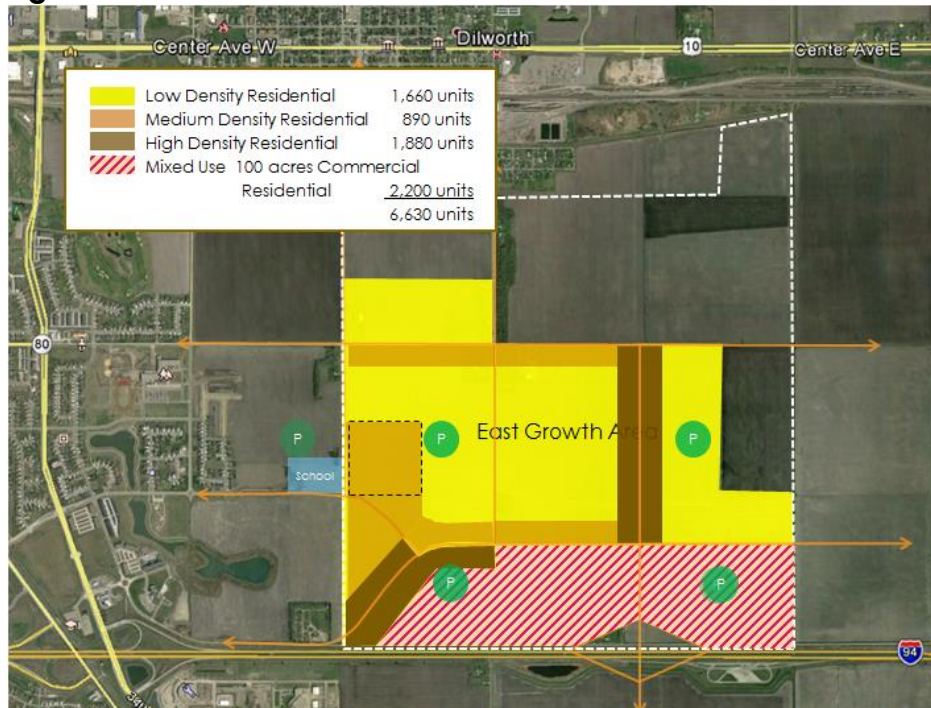 Center Ave W
Dilworth
10
Center Ave E
Low Density Residential 1,660 units
Medium Density Residential 890 units
High Density Residential 1,880 units
Mixed Use 100 acres Commercial
Residential 2,200 units
6,630 units
80
P
P
East Growth Area
P
School
P
P
94